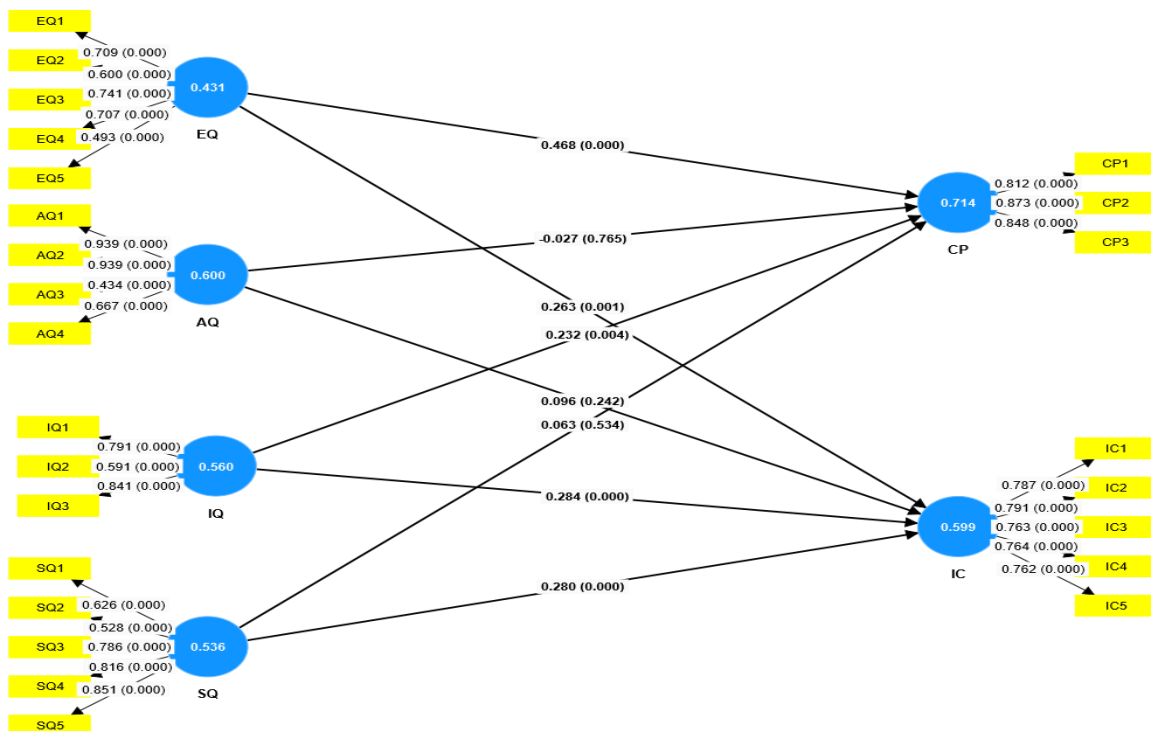 EQ1
EQ2
EQ3
EQ4
EQ5
0.709 (0.000)
0.600 (0.000)
0.741 (0.000)
0.707 (0.000)
0.493 (0.000)
0.431
EQ
AQ1
AQ2
AQ3
AQ4
0.939 (0.000)
0.939 (0.000)
0.434 (0.000)
0.667 (0.000)
0.600
AQ
IQ1
IQ2
IQ3
0.791 (0.000)
0.591 (0.000)
0.841 (0.000)
0.560
IQ
SQ1
SQ2
SQ3
SQ4
SQ5
0.626 (0.000)
0.528 (0.000)
0.786 (0.000)
0.816 (0.000)
0.851 (0.000)
0.536
SQ
0.468 (0.000)
-0.027 (0.765)
0.263 (0.001)
0.232 (0.004)
0.096 (0.242)
0.063 (0.534)
0.284 (0.000)
0.280 (0.000)
0.714
CP
0.812 (0.000)
0.873 (0.000)
0.848 (0.000)
CP1
CP2
CP3
0.599
IC
0.787 (0.000)
0.791 (0.000)
0.763 (0.000)
0.764 (0.000)
0.762 (0.000)
IC1
IC2
IC3
IC4
IC5